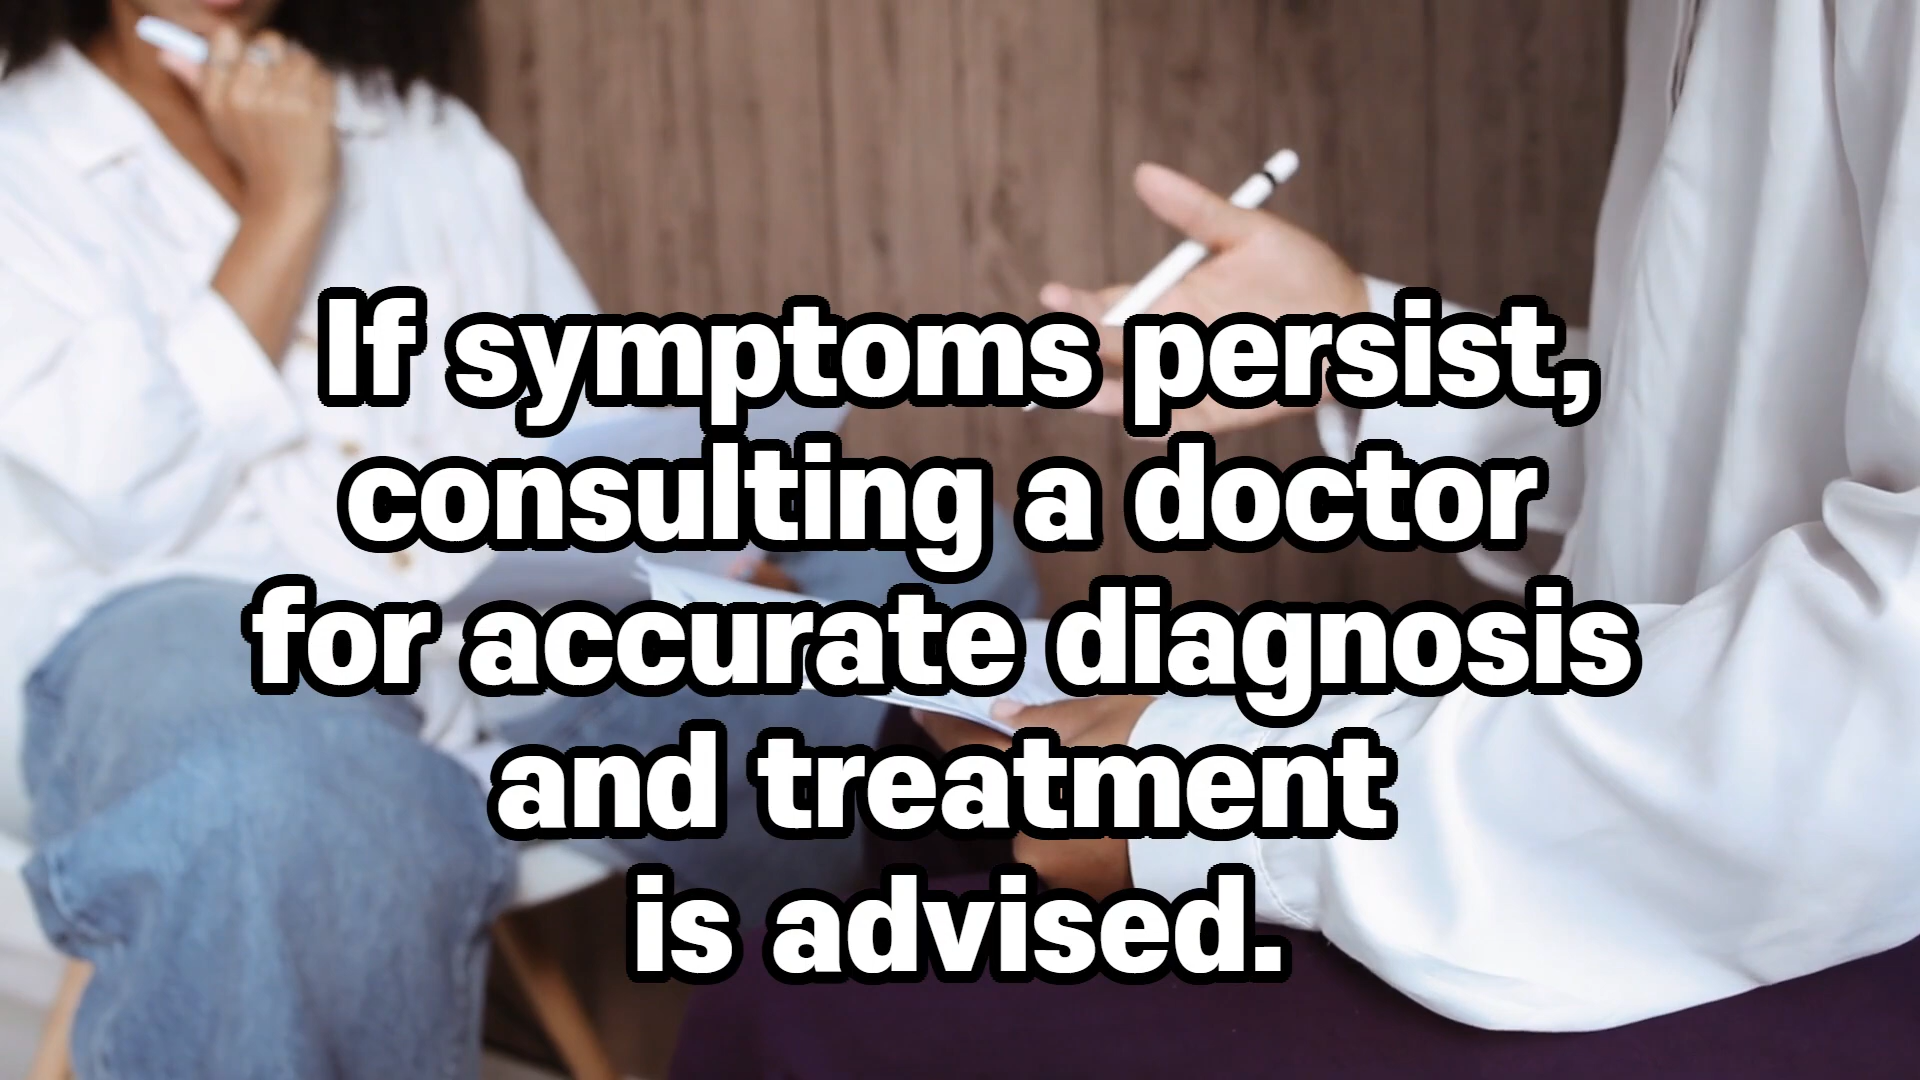 If symptoms persist,
consulting a doctor
for accurate diagnosis
and treatment
is advised.